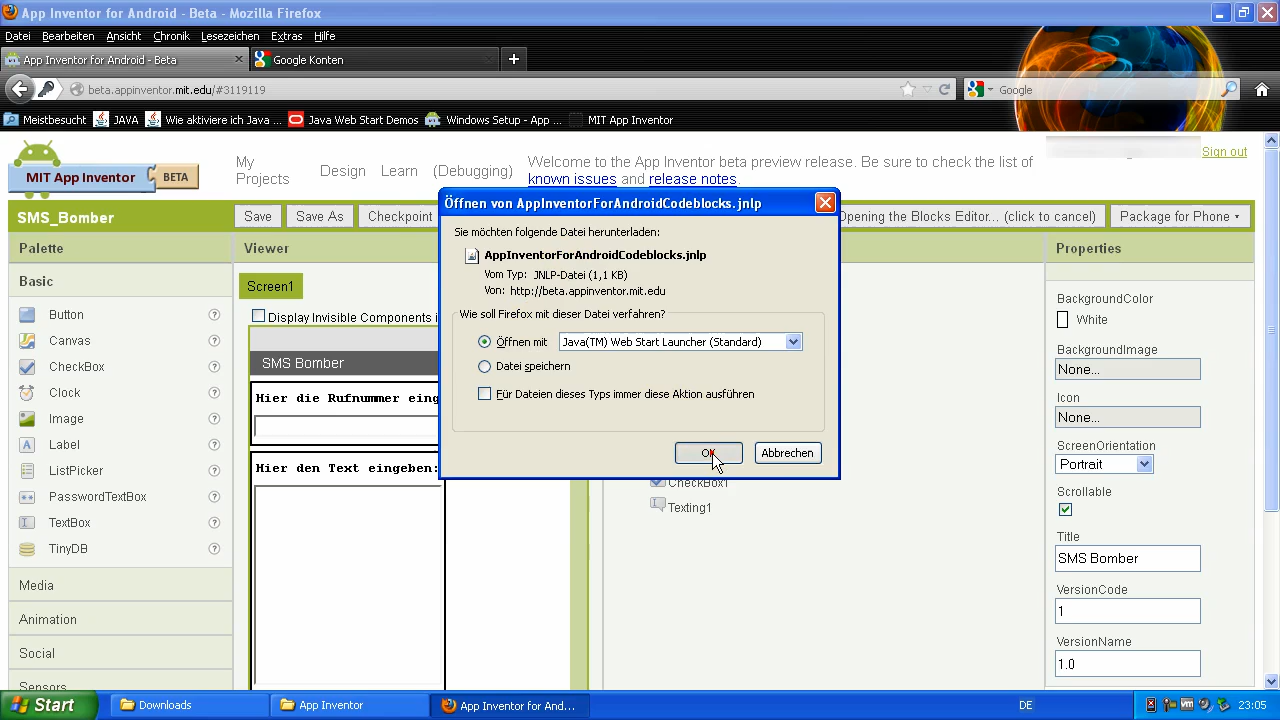 App Inventor for Android - Beta - Mozilla Firefox
Datei Bearbeiten Ansicht Chronik Lesezeichen Extras Hilfe
App Inventor for Android - Beta
Google Konten
beta.appinventor.mit.edu/#3119119
Google
Meistbesucht JAVA Wie aktiviere ich Java ... Java Web Start Demos Windows Setup - App ... MIT App Inventor
MIT App Inventor BETA
My Projects
Design Learn (Debugging)
Welcome to the App Inventor beta preview release. Be sure to check the list of
known issues and release notes.
Sign out
SMS_Bomber
Save Save As Checkpoint
Opening the Blocks Editor... (click to cancel)
Package for Phone
Palette
Viewer
Properties
Basic
Button ?
Canvas ?
CheckBox ?
Clock ?
Image ?
Label ?
ListPicker ?
PasswordTextBox ?
TextBox ?
TinyDB ?
Media
Animation
Social
Sensors
Screen1
Display Invisible Components i
SMS Bomber
Hier die Rufnummer eing
Hier den Text eingeben:
Öffnen von AppInventorForAndroidCodeblocks.jnlp
Sie möchten folgende Datei herunterladen:
AppInventorForAndroidCodeblocks.jnlp
Vom Typ: JNLP-Datei (1,1 KB)
Von: http://beta.appinventor.mit.edu
Wie soll Firefox mit dieser Datei verfahren?
Öffnen mit Java(TM) Web Start Launcher (Standard)
Datei speichern
Für Dateien dieses Typs immer diese Aktion ausführen
OK Abbrechen
CheckBox1
Texting1
BackgroundColor
White
BackgroundImage
None...
Icon
None...
ScreenOrientation
Portrait
Scrollable
Title
SMS Bomber
VersionCode
1
VersionName
1.0
Start
Downloads
App Inventor
App Inventor for And...
DE
23:05